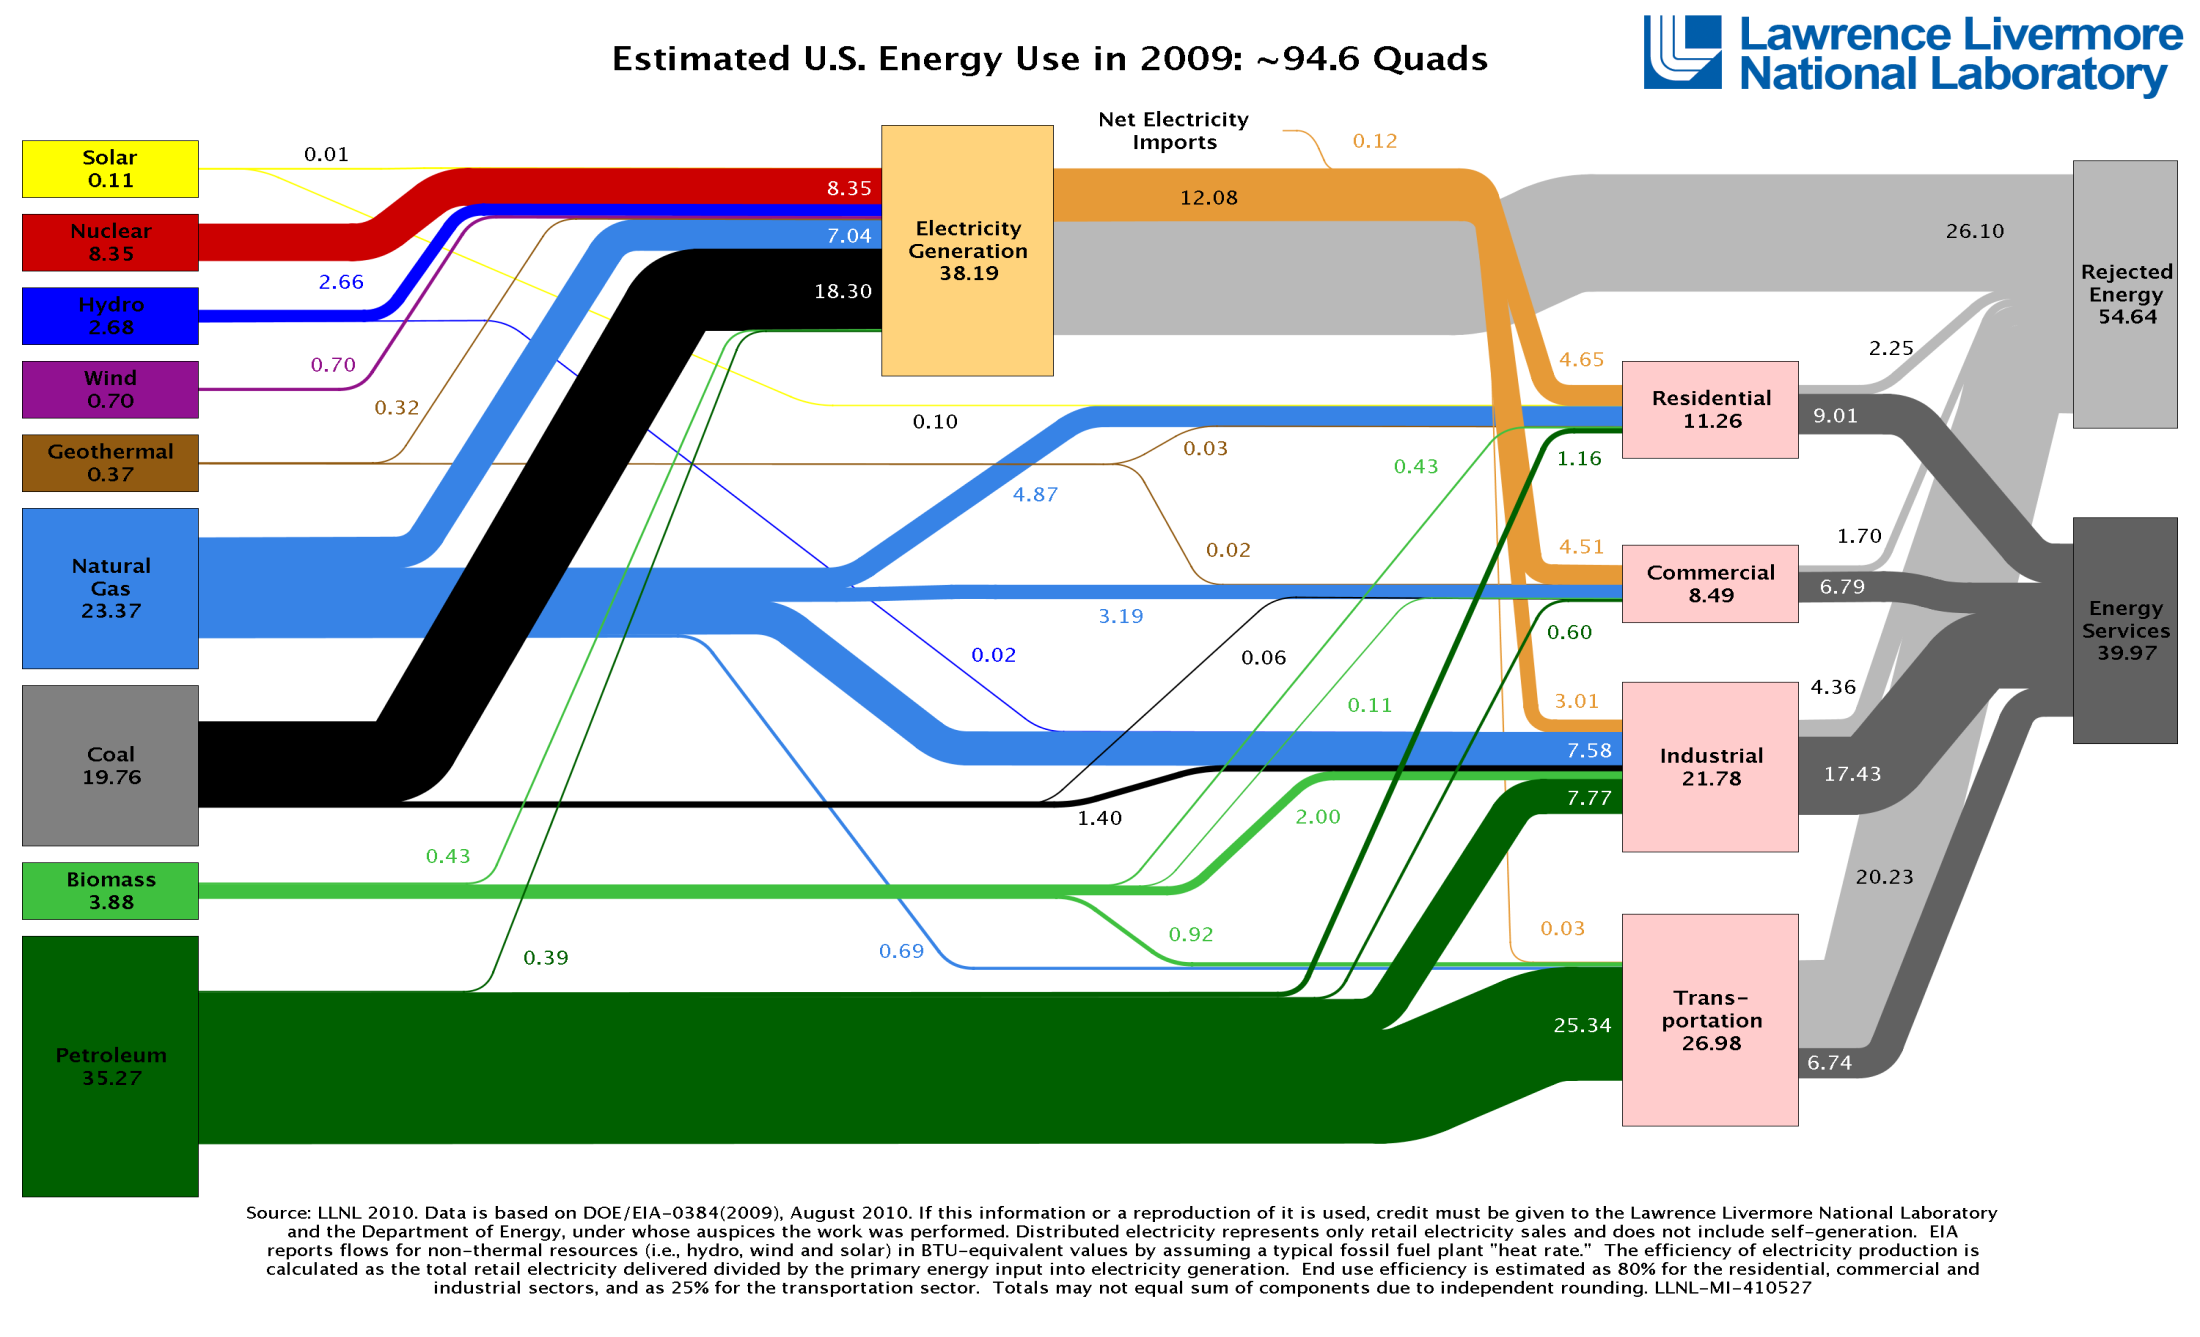 Lawrence Livermore
National Laboratory
Estimated U.S. Energy Use in 2009: ~94.6 Quads
Net Electricity
Imports
0.12
Solar
0.11
0.01
Nuclear
8.35
8.35
Hydro
2.68
2.66
Wind
0.70
0.70
Geothermal
0.37
0.32
Natural
Gas
23.37
7.04
Coal
19.76
18.30
Biomass
3.88
0.43
Petroleum
35.27
0.39
Electricity
Generation
38.19
12.08
26.10
0.10
0.03
4.87
0.02
3.19
0.02
0.06
1.40
0.69
0.43
0.11
2.00
0.92
4.65
1.16
4.51
0.60
3.01
7.58
7.77
0.03
25.34
Residential
11.26
2.25
9.01
Commercial
8.49
1.70
6.79
Industrial
21.78
4.36
17.43
Trans-
portation
26.98
20.23
6.74
Rejected
Energy
54.64
Energy
Services
39.97
Source: LLNL 2010. Data is based on DOE/EIA-0384(2009), August 2010. If this information or a reproduction of it is used, credit must be given to the Lawrence Livermore National Laboratory
and the Department of Energy, under whose auspices the work was performed. Distributed electricity represents only retail electricity sales and does not include self-generation.  EIA
reports flows for non-thermal resources (i.e., hydro, wind and solar) in BTU-equivalent values by assuming a typical fossil fuel plant "heat rate."  The efficiency of electricity production is
calculated as the total retail electricity delivered divided by the primary energy input into electricity generation.  End use efficiency is estimated as 80% for the residential, commercial and
industrial sectors, and as 25% for the transportation sector.  Totals may not equal sum of components due to independent rounding. LLNL-MI-410527